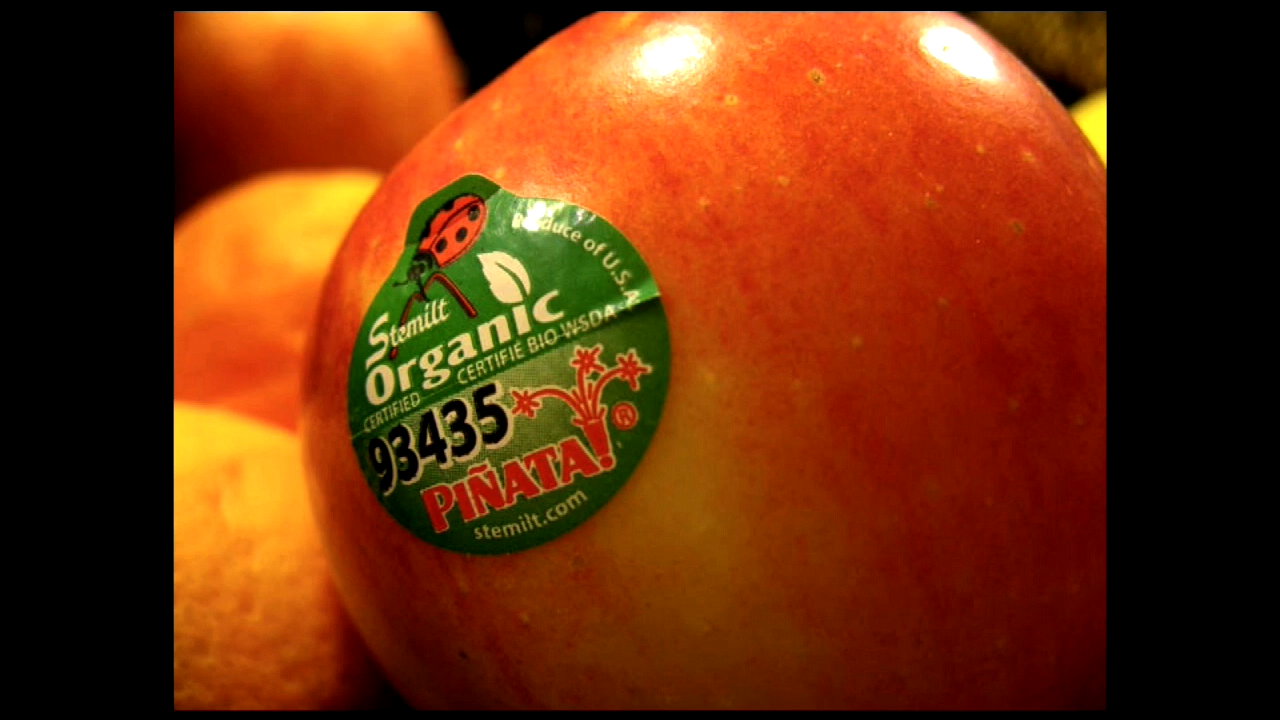 Produce of U.S.A.
Stemilt
Organic
CERTIFIED CERTIFIÉ BIO-WSDA
93435
PIÑATA!®
stemilt.com